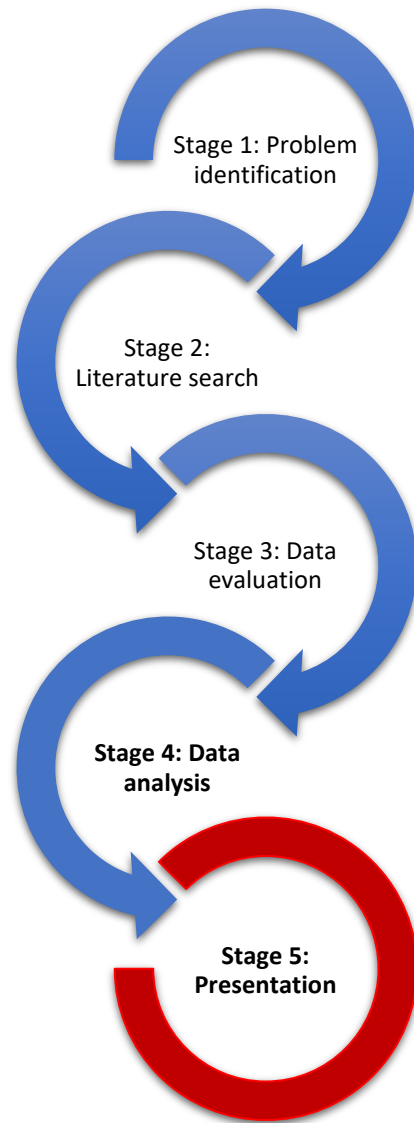 Stage 1: Problem
identification
Stage 2:
Literature search
Stage 3: Data
evaluation
Stage 4: Data
analysis
Stage 5:
Presentation